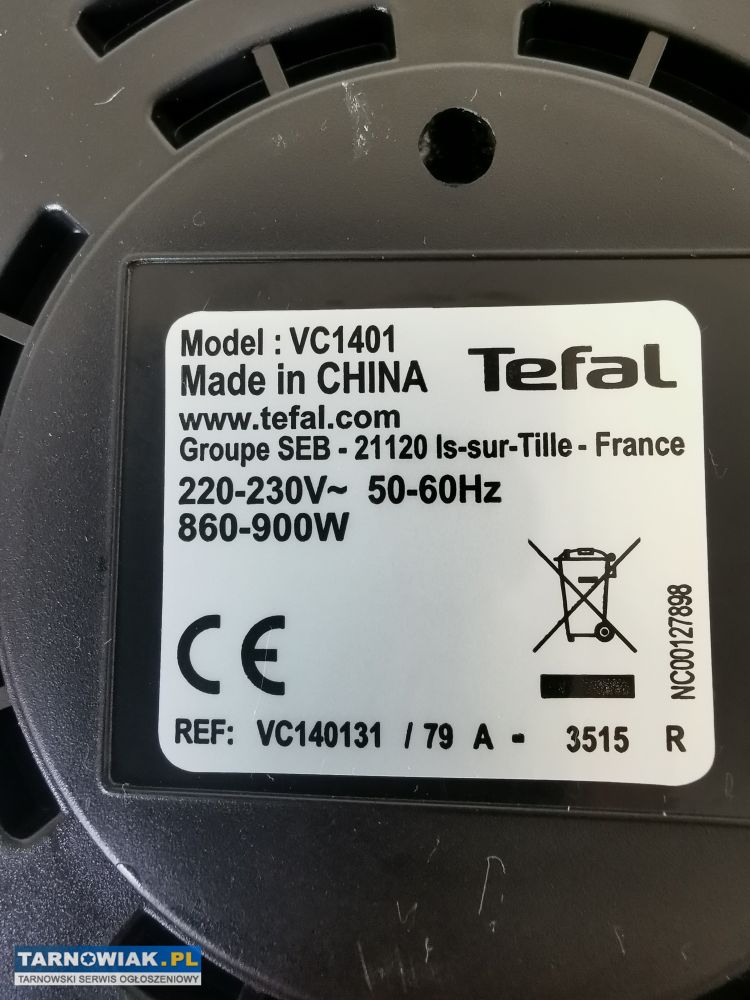 Model : VC1401
Tefal
Made in CHINA
www.tefal.com
Groupe SEB - 21120 Is-sur-Tille - France
220-230V~ 50-60Hz
860-900W
CE
NC00127898
REF: VC140131 / 79 A - 3515 R
TARNOWIAK.PL
TARNOWSKI SERWIS OGŁOSZENIOWY